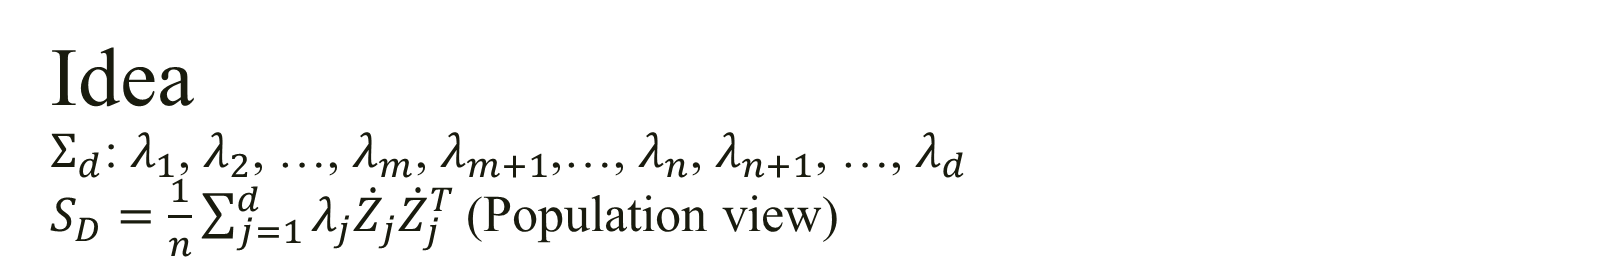 Idea
Σ_d: λ_1, λ_2, …, λ_m, λ_{m+1},…, λ_n, λ_{n+1}, …, λ_d
S_D = \frac{1}{n} ∑_{j=1}^{d} λ_j Ż_j Ż_j^T (Population view)